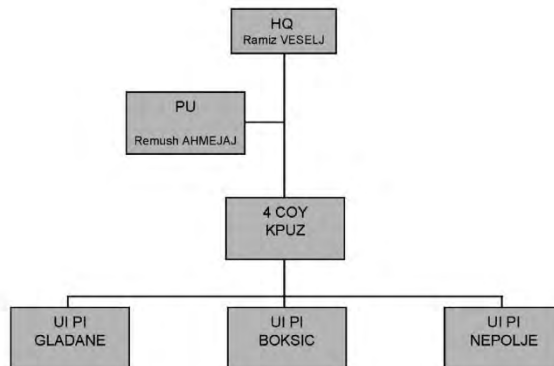 HQ
Ramiz VESELJ
PU
Remush AHMEJAJ
4 COY
KPUZ
UI PI
GLADANE
UI PI
BOKSIC
UI PI
NEPOLJE